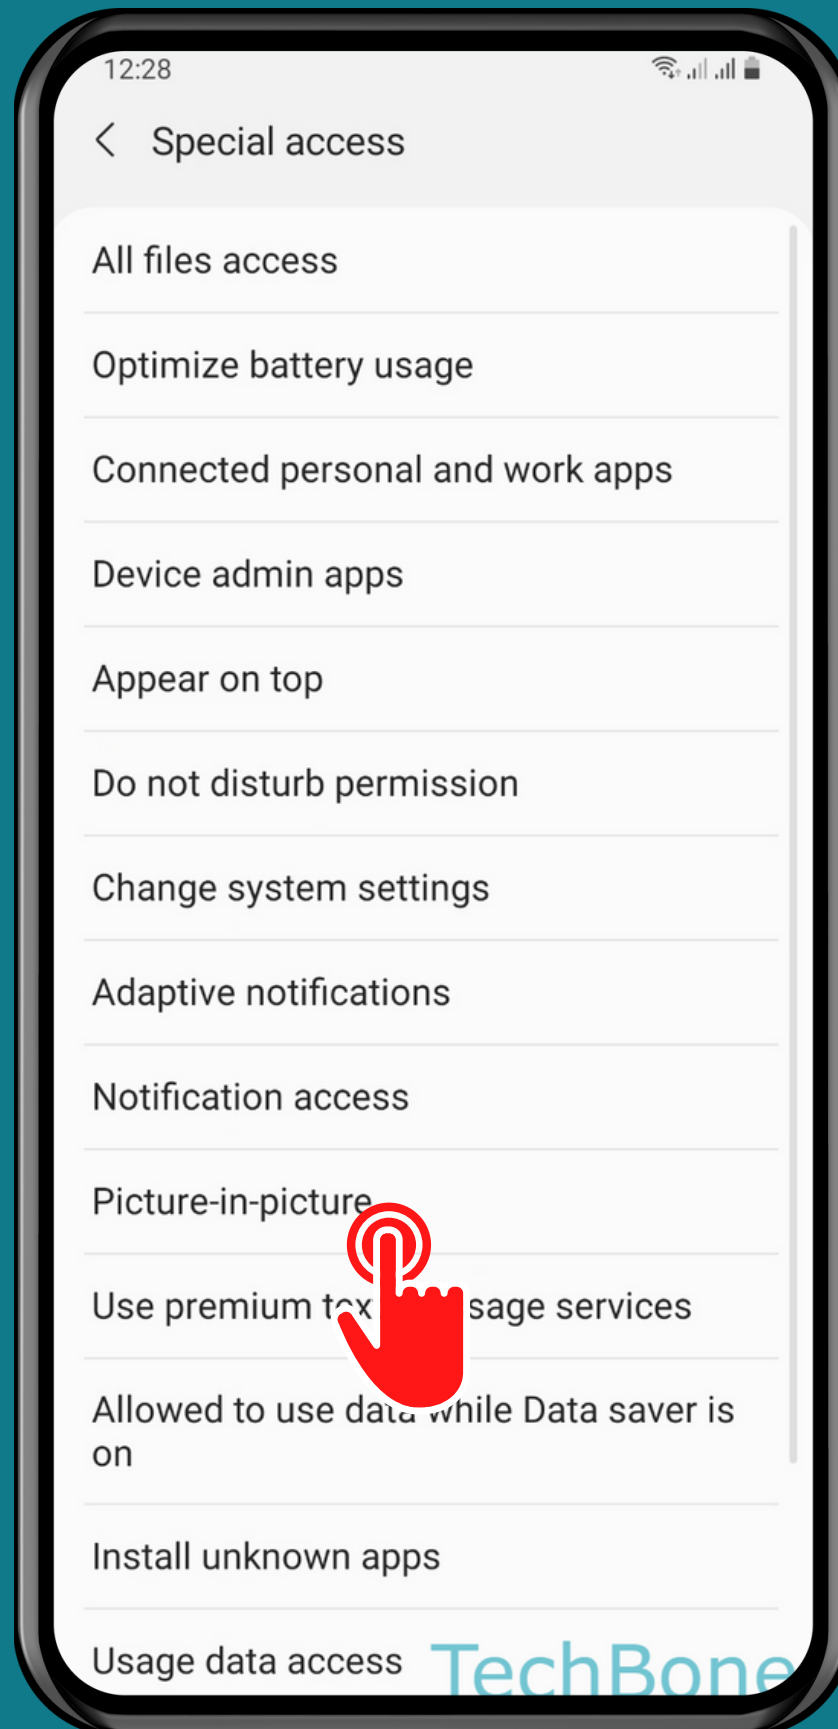 12:28
Special access
All files access
Optimize battery usage
Connected personal and work apps
Device admin apps
Appear on top
Do not disturb permission
Change system settings
Adaptive notifications
Notification access
Picture-in-picture
Use premium services
Allowed to use data while Data saver is
on
Install unknown apps
Usage data access
TechBone